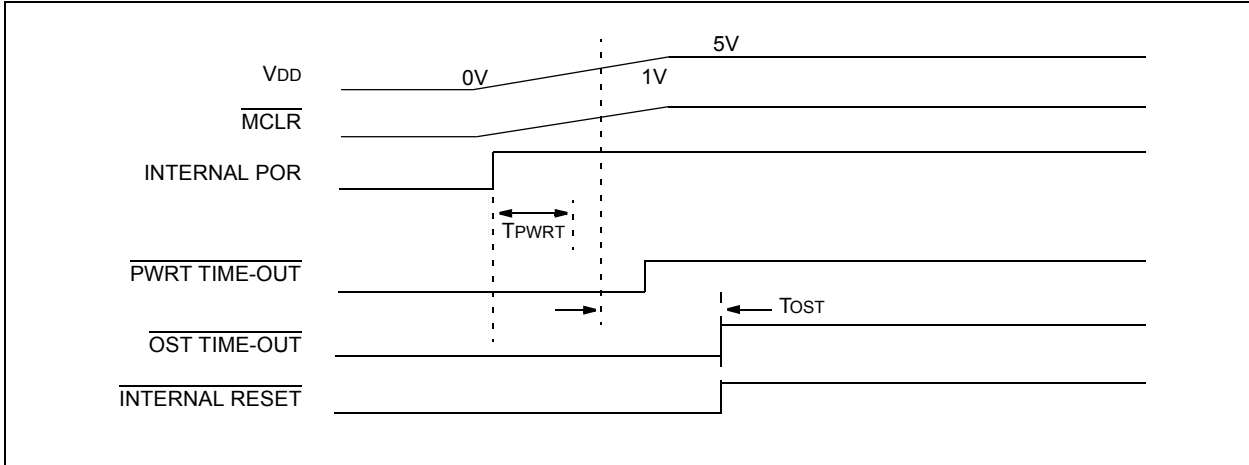 5V
VDD 0V 1V
MCLR
INTERNAL POR
TPWRT
PWRT TIME-OUT
TOST
OST TIME-OUT
INTERNAL RESET